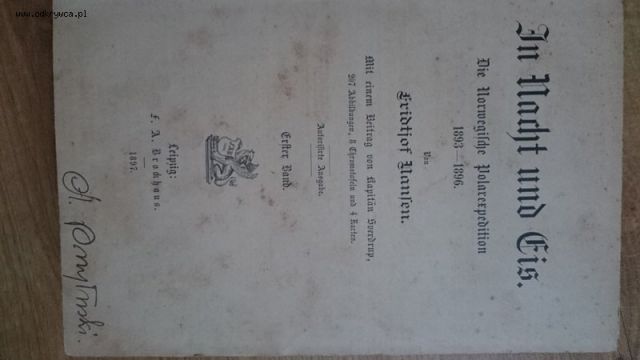 www.odkrywca.pl
In Nacht und Eis.
Die Norwegische Polarexpedition
1893—1896.
Von
Fridtjof Nansen.
Mit einem Beitrag von Kapitän Sverdrup,
207 Abbildungen, 8 Chromotafeln und 4 Karten.
Autorisirte Ausgabe.
Erster Band.
Leipzig:
F. A. Brockhaus.
1897.